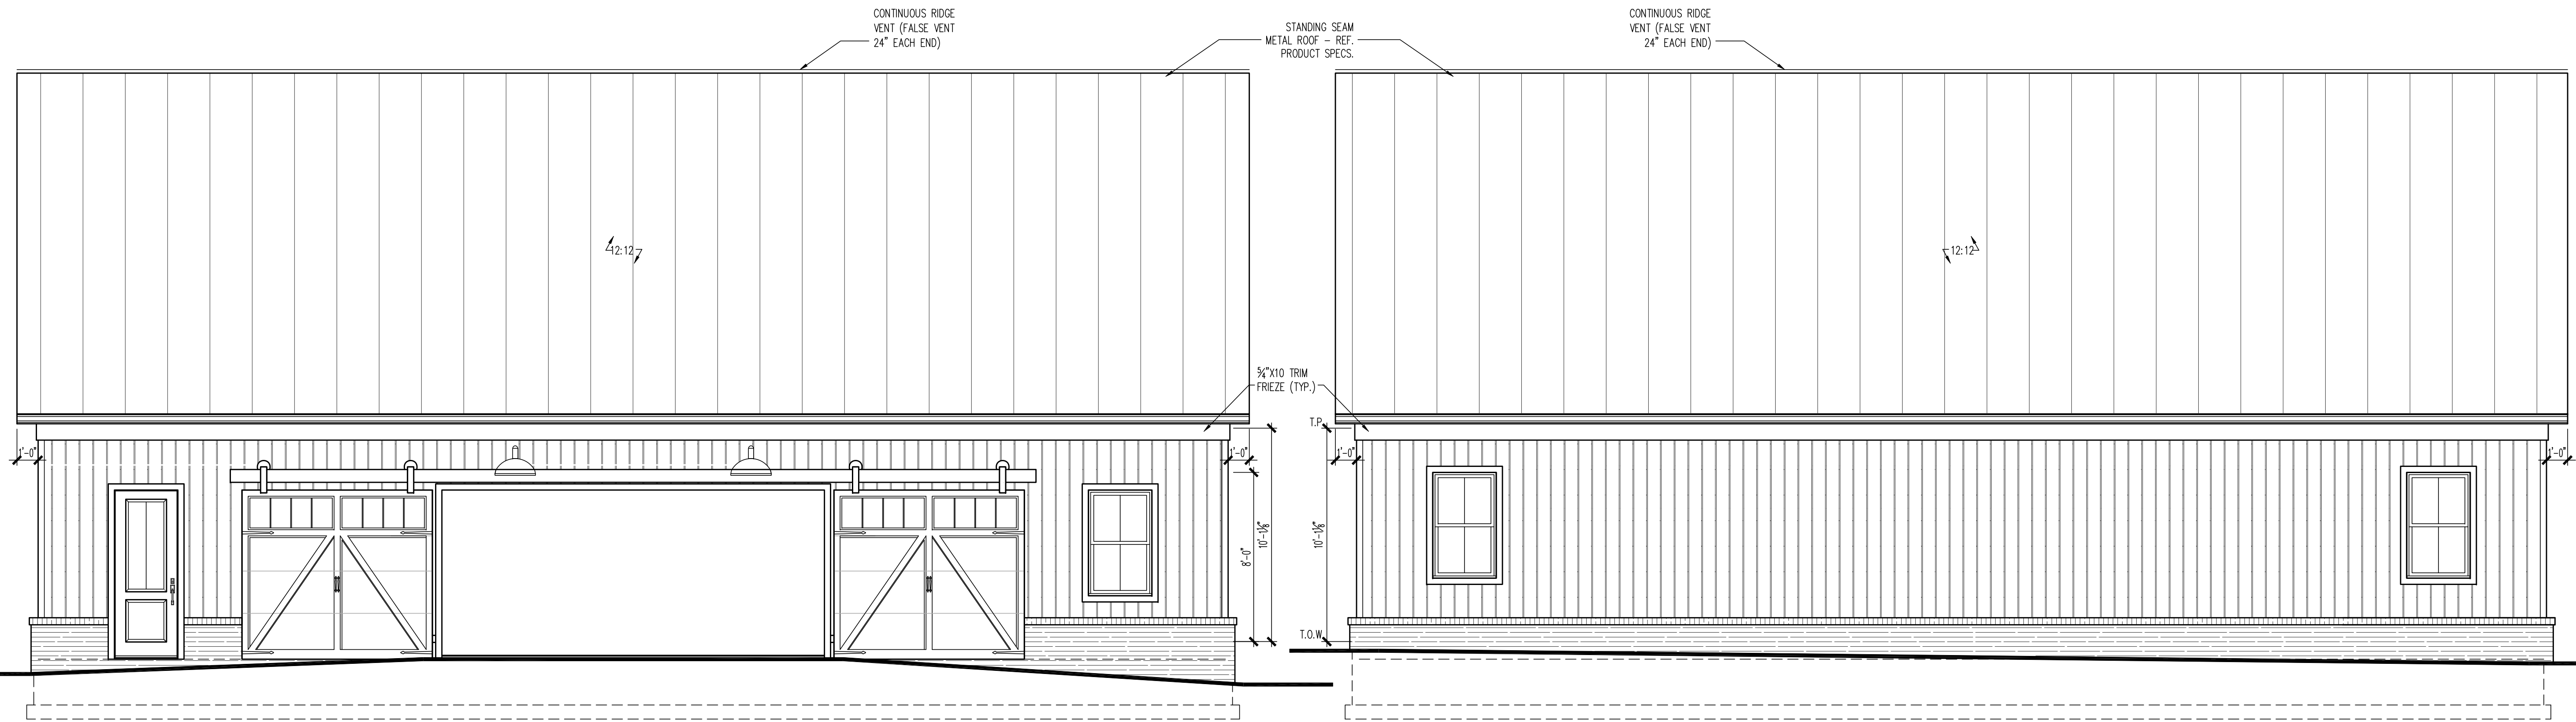 CONTINUOUS RIDGE
VENT (FALSE VENT
24" EACH END)
STANDING SEAM
METAL ROOF - REF.
PRODUCT SPECS.
CONTINUOUS RIDGE
VENT (FALSE VENT
24" EACH END)
12:12
12:12
5/4"X10 TRIM
FRIEZE (TYP.)
T.P.
1'-0"
1'-0"
1'-0"
1'-0"
8'-0"
10'-1 1/8"
10'-1 1/8"
T.O.W.